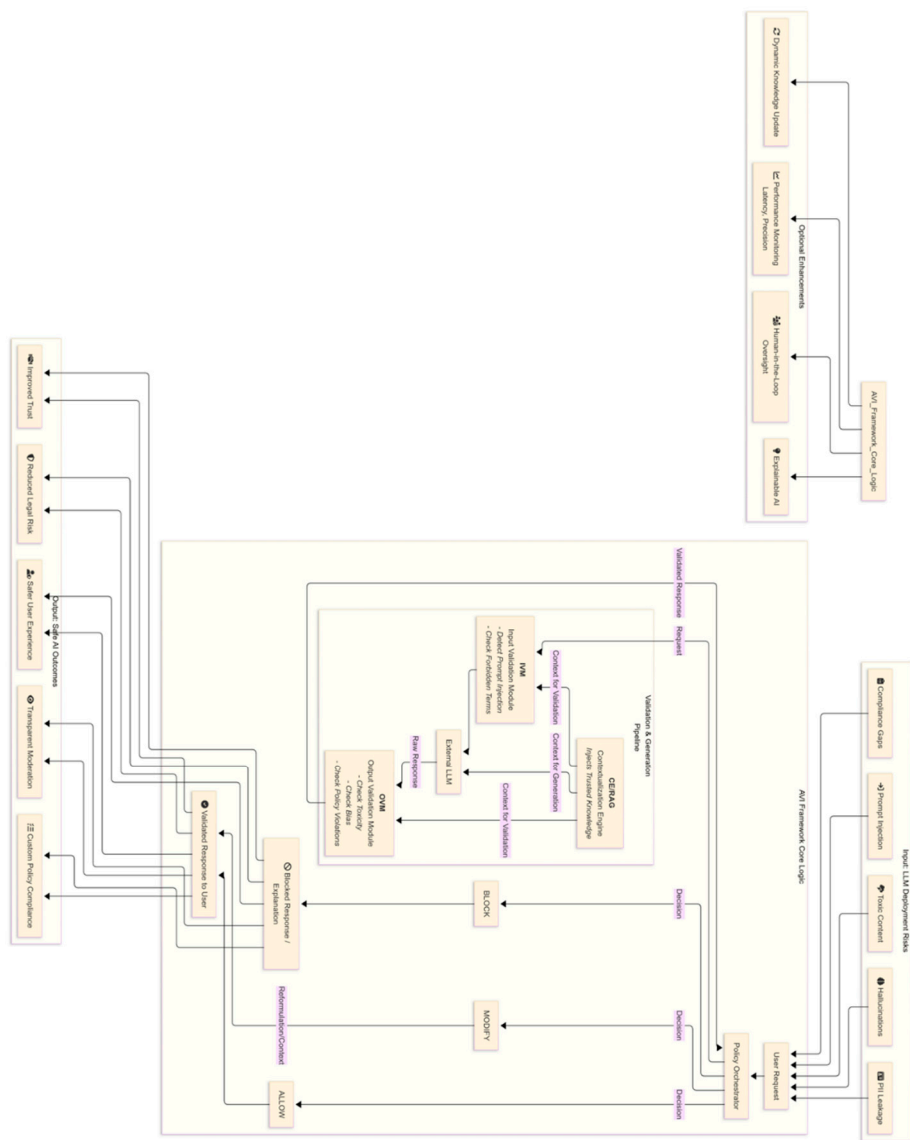 Input: LLM Deployment Risks
Compliance Gaps
Prompt Injection
Toxic Content
Hallucinations
PII Leakage
AVI_Framework_Core_Logic
Optional Enhancements
Dynamic Knowledge Update
Performance Monitoring
Latency, Precision
Human-in-the-Loop
Oversight
Explainable AI
AVI Framework Core Logic
User Request
Policy Orchestrator
Validated Response
Request
Decision
Decision
Decision
Validation & Generation
Pipeline
CE/RAG
Contextualization Engine
Injects Trusted Knowledge
Context for Validation
Context for Generation
Context for Validation
IVM
Input Validation Module
- Detect Prompt Injection
- Check Forbidden Terms
External LLM
Raw Response
OVM
Output Validation Module
- Check Toxicity
- Check Bias
- Check Policy Violations
BLOCK
MODIFY
ALLOW
Blocked Response /
Explanation
Reformulation/Context
Validated Response to User
Output: Safe AI Outcomes
Improved Trust
Reduced Legal Risk
Safer User Experience
Transparent Moderation
Custom Policy Compliance